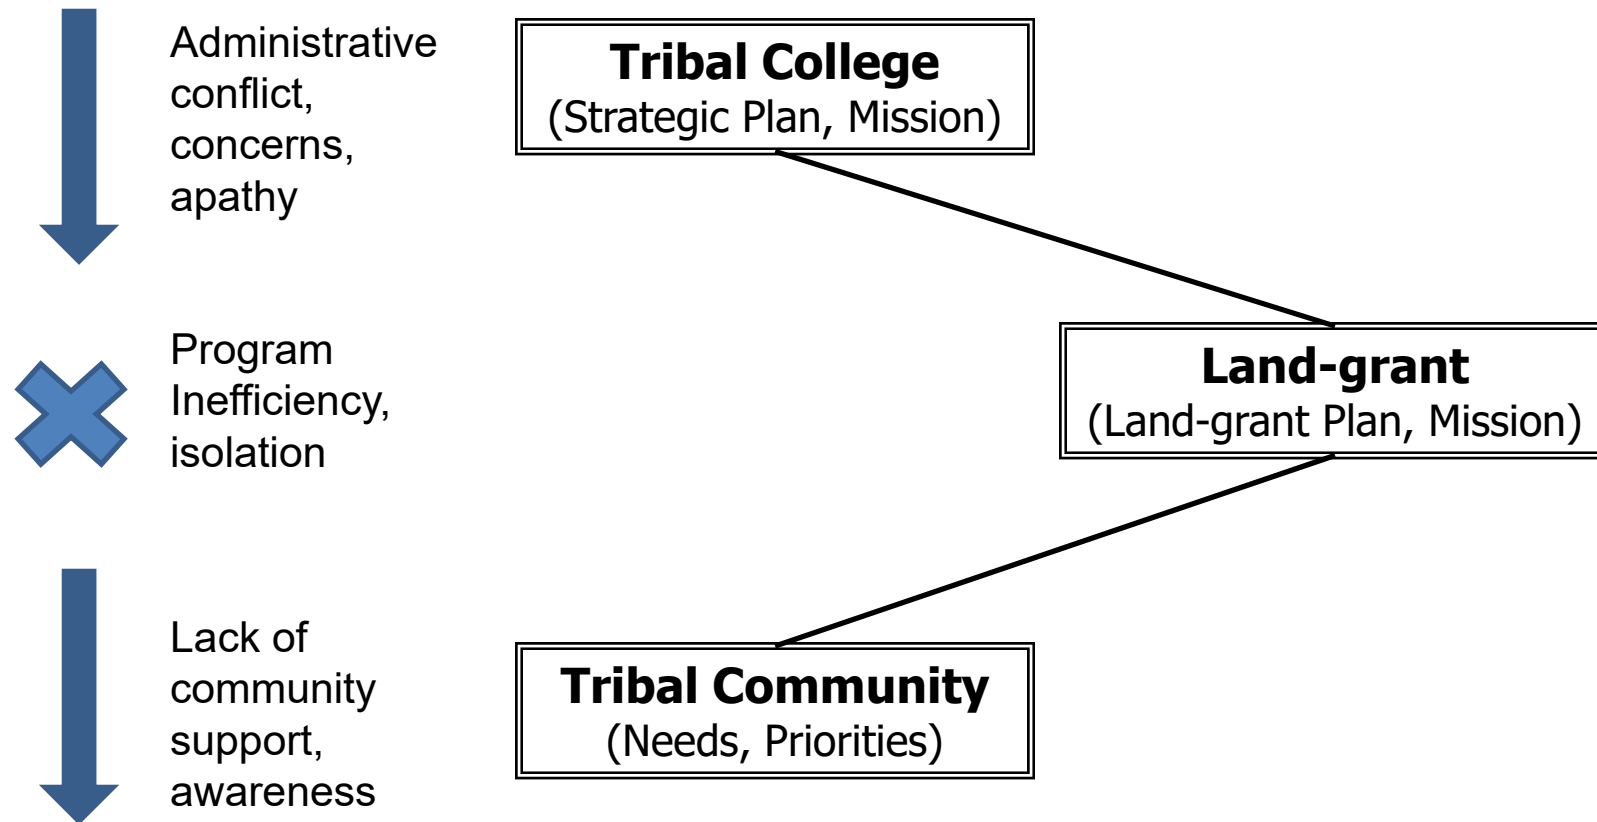 Administrative
conflict,
concerns,
apathy
Tribal College
(Strategic Plan, Mission)
Program
Inefficiency,
isolation
Land-grant
(Land-grant Plan, Mission)
Lack of
community
support,
awareness
Tribal Community
(Needs, Priorities)